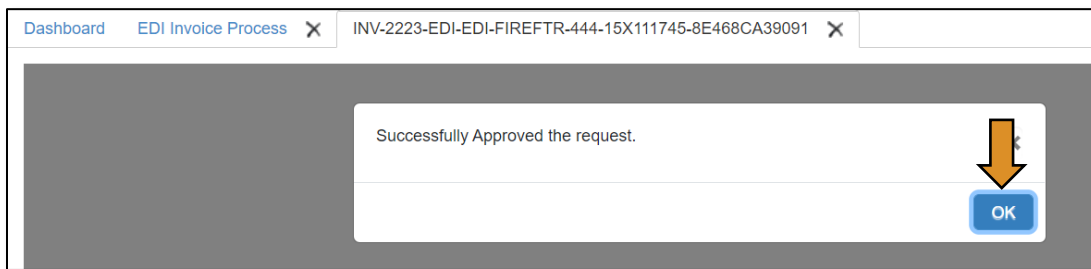 Dashboard EDI Invoice Process INV-2223-EDI-EDI-FIREFTR-444-15X111745-8E468CA39091
Successfully Approved the request.
OK